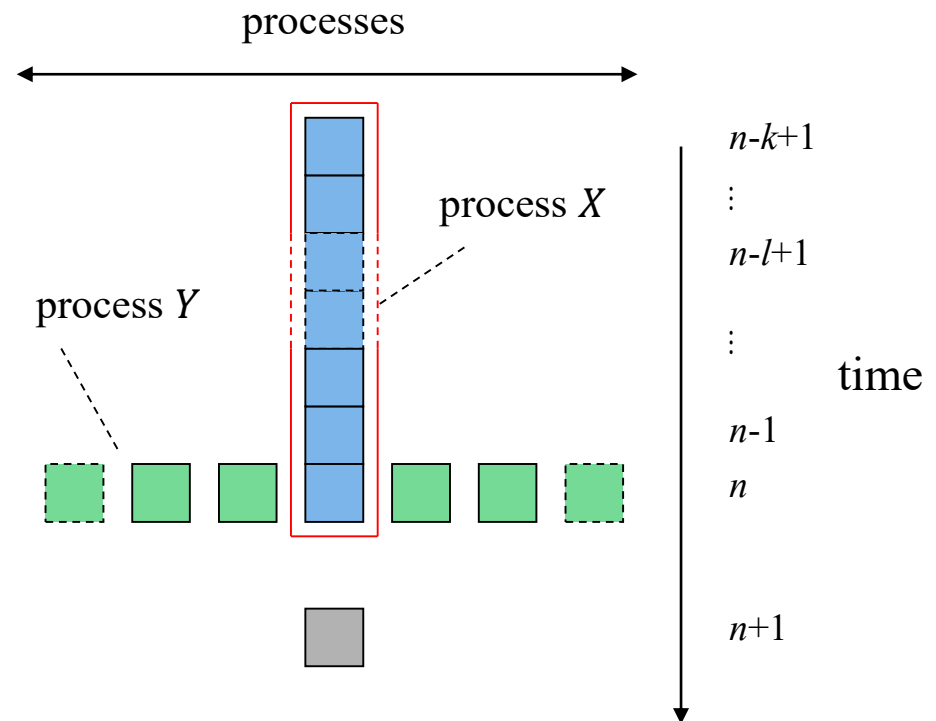 processes
n-k+1
⋮
process X
n-l+1
process Y
⋮
time
n-1
n
n+1